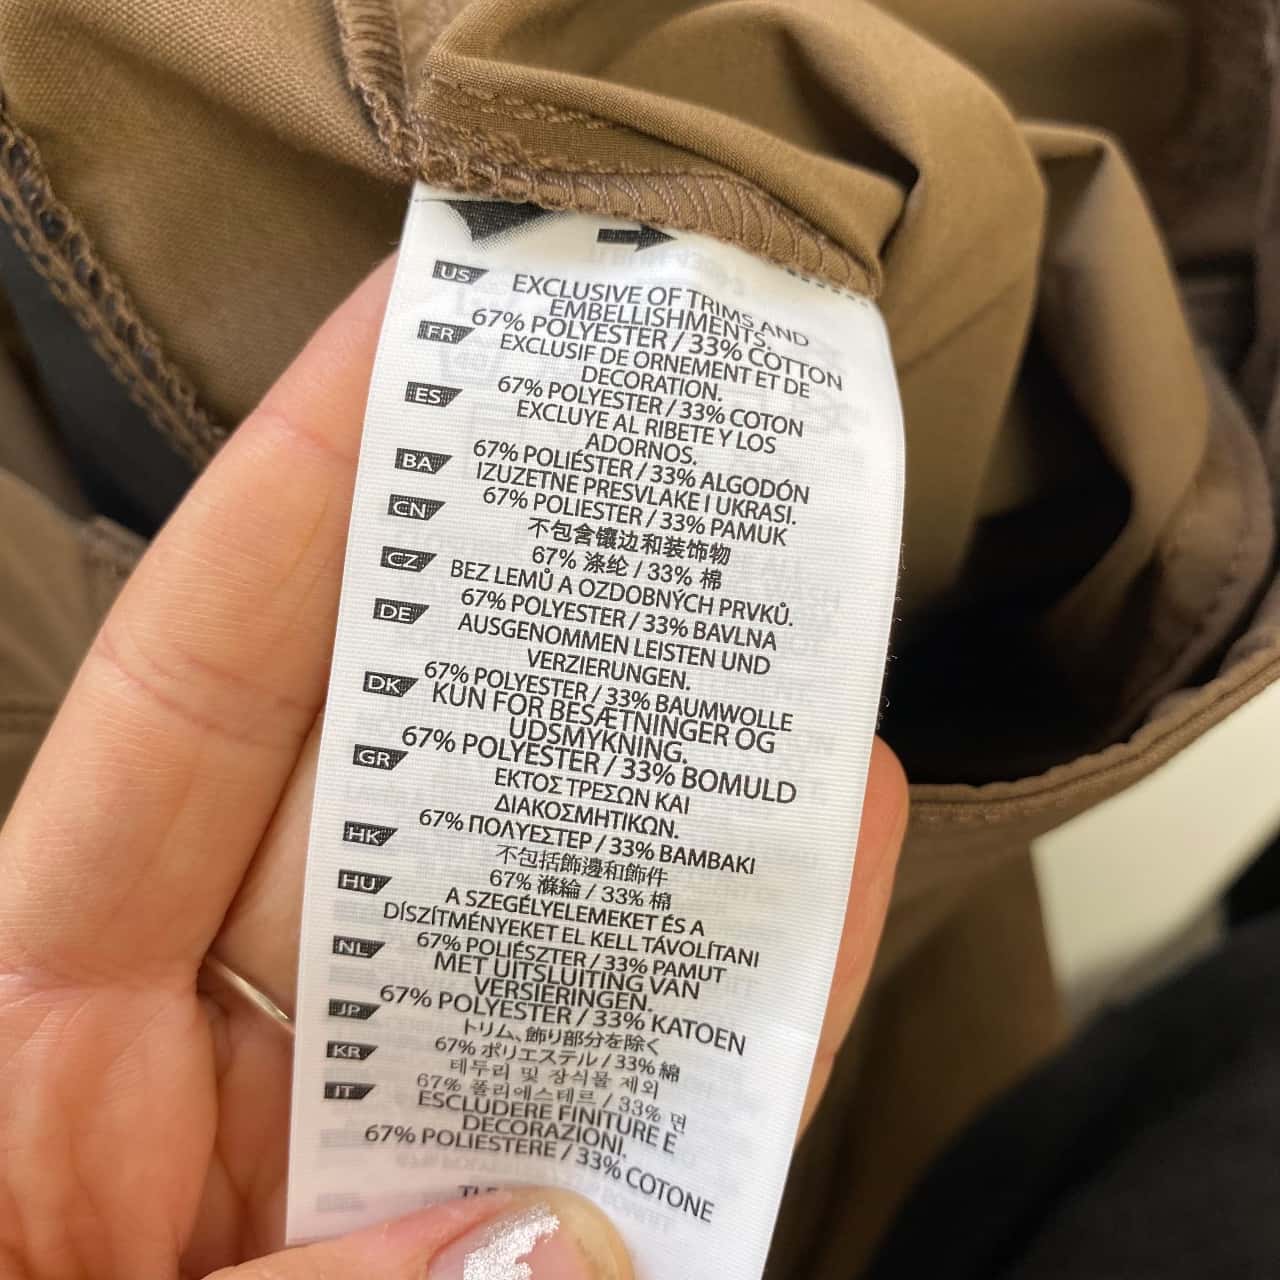 US EXCLUSIVE OF TRIMS AND
EMBELLISHMENTS.
67% POLYESTER / 33% COTTON
FR EXCLUSIF DE ORNEMENT ET DE
DECORATION.
67% POLYESTER / 33% COTON
ES EXCLUYE AL RIBETE Y LOS
ADORNOS.
67% POLIÉSTER / 33% ALGODÓN
BA IZUZETNE PRESVLAKE I UKRASI.
67% POLIESTER / 33% PAMUK
CN 不包含镶边和装饰物
67% 涤纶 / 33% 棉
CZ BEZ LEMŮ A OZDOBNÝCH PRVKŮ.
67% POLYESTER / 33% BAVLNA
DE AUSGENOMMEN LEISTEN UND
VERZIERUNGEN.
67% POLYESTER / 33% BAUMWOLLE
DK KUN FOR BESÆTNINGER OG
UDSMYKNING.
67% POLYESTER / 33% BOMULD
GR ΕΚΤΟΣ ΤΡΕΣΩΝ ΚΑΙ
ΔΙΑΚΟΣΜΗΤΙΚΩΝ.
67% ΠΟΛΥΕΣΤΕΡ / 33% ΒΑΜΒΑΚΙ
HK 不包括飾邊和飾件
67% 滌綸 / 33% 棉
HU A SZEGÉLYELEMEKET ÉS A
DÍSZÍTMÉNYEKET EL KELL TÁVOLÍTANI
67% POLIÉSZTER / 33% PAMUT
NL MET UITSLUITING VAN
VERSIERINGEN.
67% POLYESTER / 33% KATOEN
JP トリム、飾り部分を除く
67% ポリエステル / 33% 綿
KR 테두리 및 장식물 제외
67% 폴리에스테르 / 33% 면
IT ESCLUDERE FINITURE E
DECORAZIONI.
67% POLIESTERE / 33% COTONE